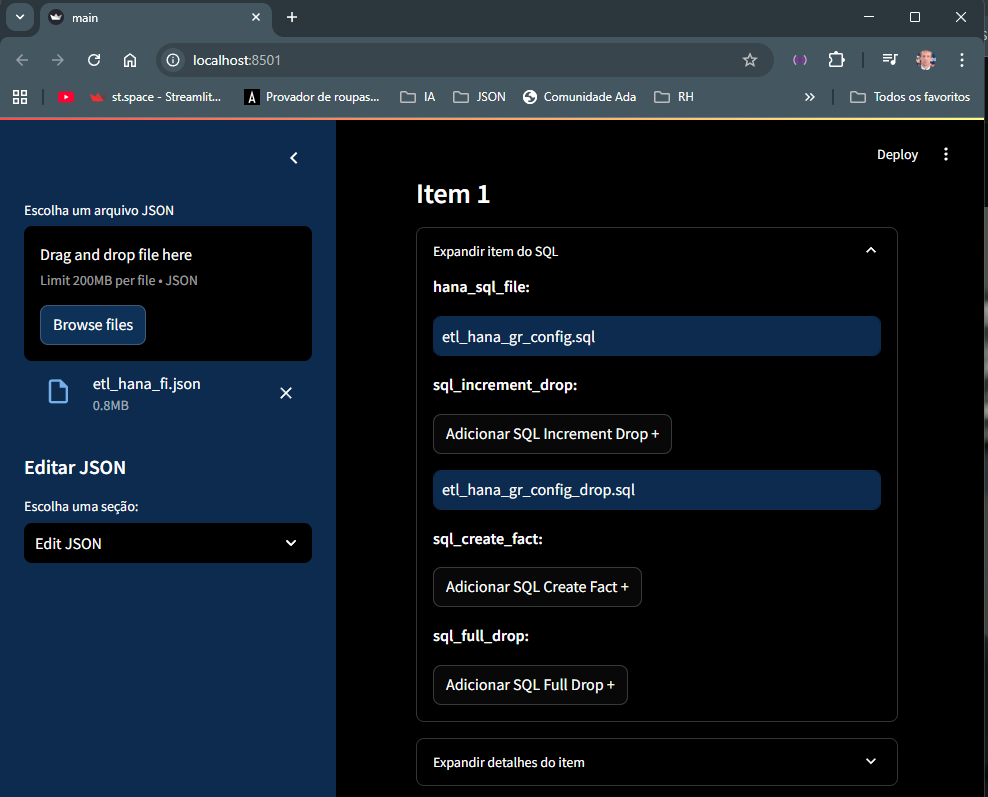 main
localhost:8501
st.space - Streamlit...
A
Provador de roupas...
IA
JSON
Comunidade Ada
RH
»
Todos os favoritos
Deploy
Escolha um arquivo JSON
Drag and drop file here
Limit 200MB per file • JSON
Browse files
etl_hana_fi.json
0.8MB
Editar JSON
Escolha uma seção:
Edit JSON
Item 1
Expandir item do SQL
hana_sql_file:
etl_hana_gr_config.sql
sql_increment_drop:
Adicionar SQL Increment Drop +
etl_hana_gr_config_drop.sql
sql_create_fact:
Adicionar SQL Create Fact +
sql_full_drop:
Adicionar SQL Full Drop +
Expandir detalhes do item